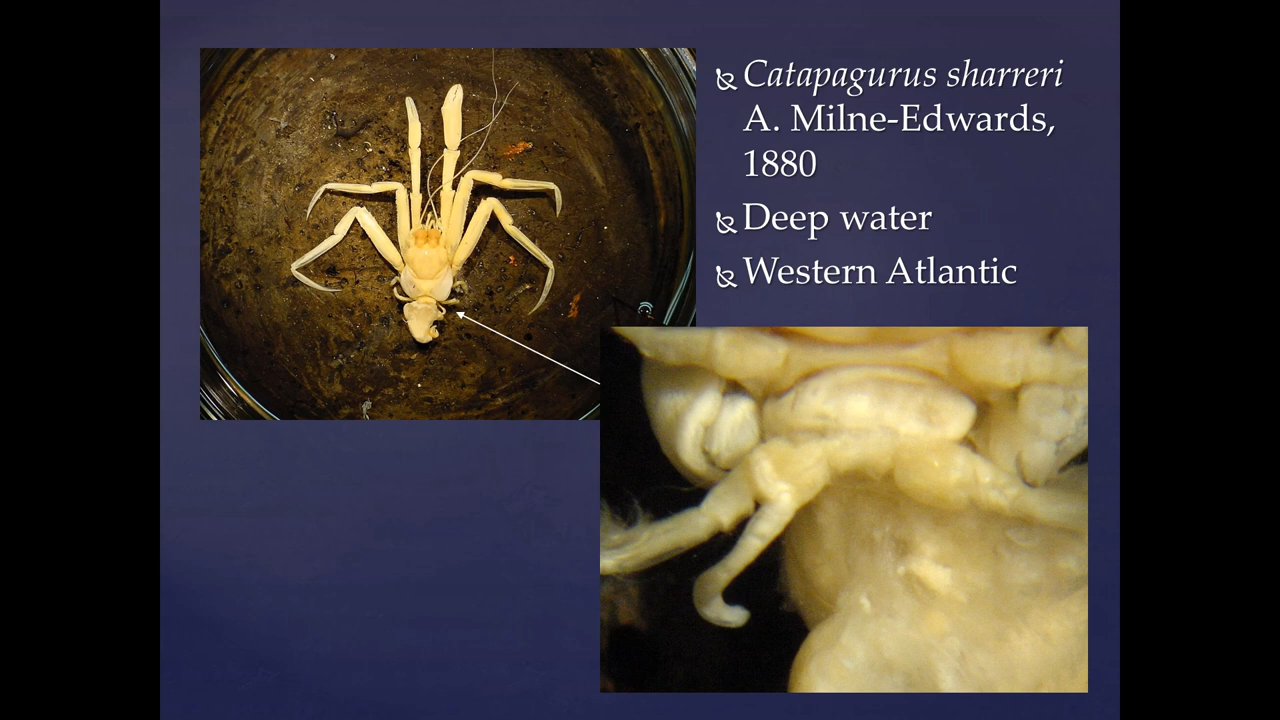 Catapagurus sharreri
A. Milne-Edwards,
1880
Deep water
Western Atlantic